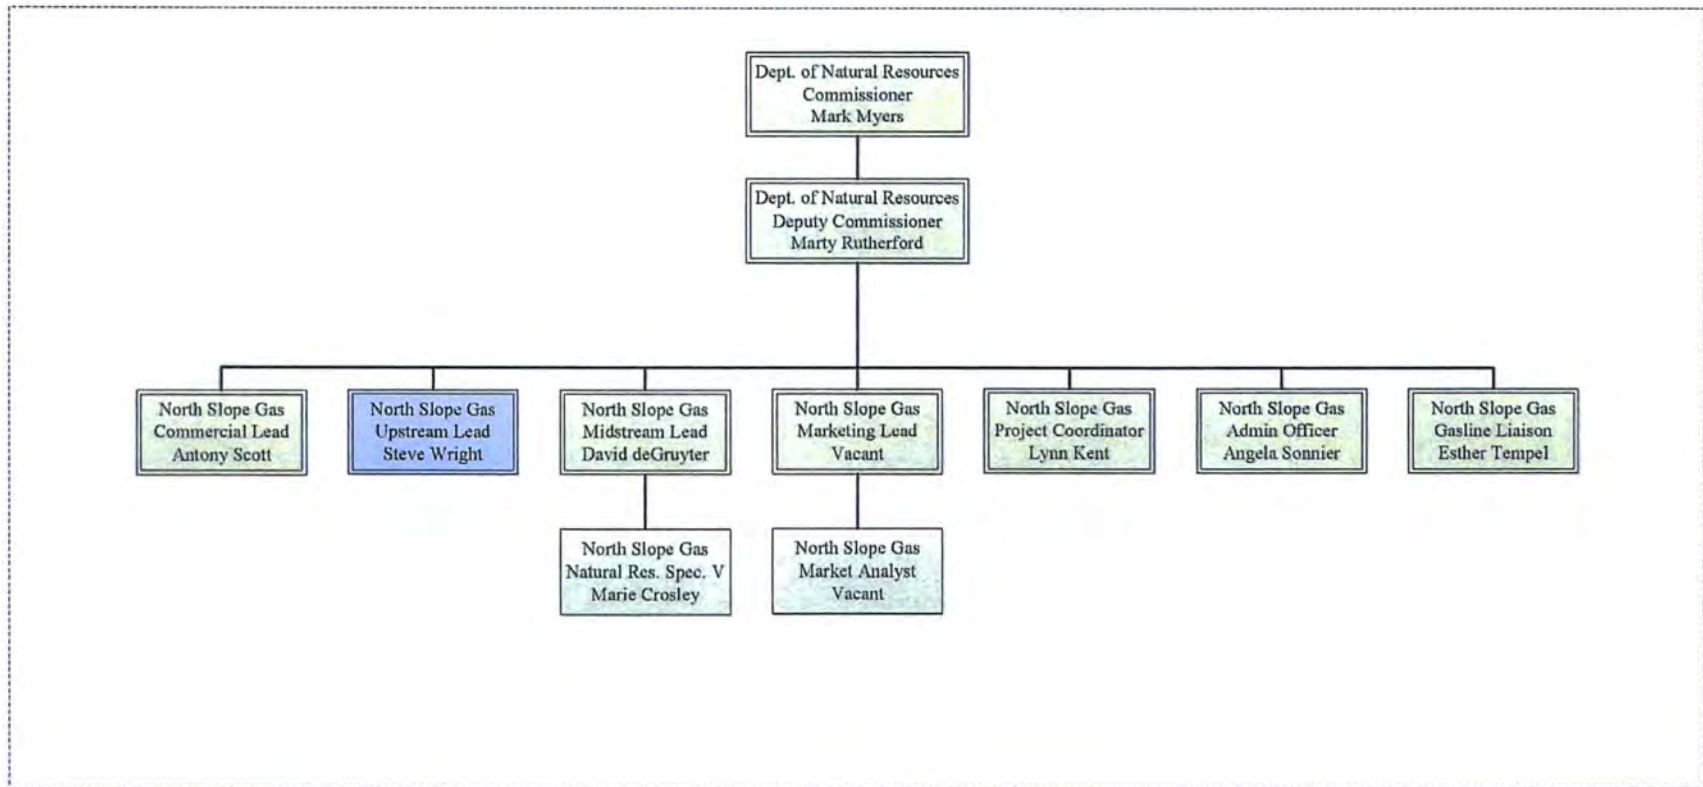 Dept. of Natural Resources
Commissioner
Mark Myers
Dept. of Natural Resources
Deputy Commissioner
Marty Rutherford
North Slope Gas
Commercial Lead
Antony Scott
North Slope Gas
Upstream Lead
Steve Wright
North Slope Gas
Midstream Lead
David deGruyter
North Slope Gas
Marketing Lead
Vacant
North Slope Gas
Project Coordinator
Lynn Kent
North Slope Gas
Admin Officer
Angela Sonnier
North Slope Gas
Gasline Liaison
Esther Tempel
North Slope Gas
Natural Res. Spec. V
Marie Crosley
North Slope Gas
Market Analyst
Vacant